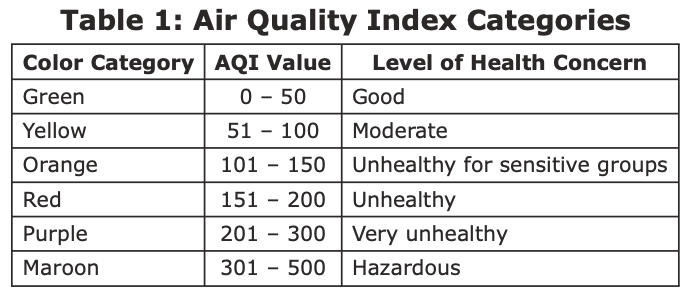 Table 1: Air Quality Index Categories
Color Category AQI Value Level of Health Concern
Green 0 – 50 Good
Yellow 51 – 100 Moderate
Orange 101 – 150 Unhealthy for sensitive groups
Red 151 – 200 Unhealthy
Purple 201 – 300 Very unhealthy
Maroon 301 – 500 Hazardous